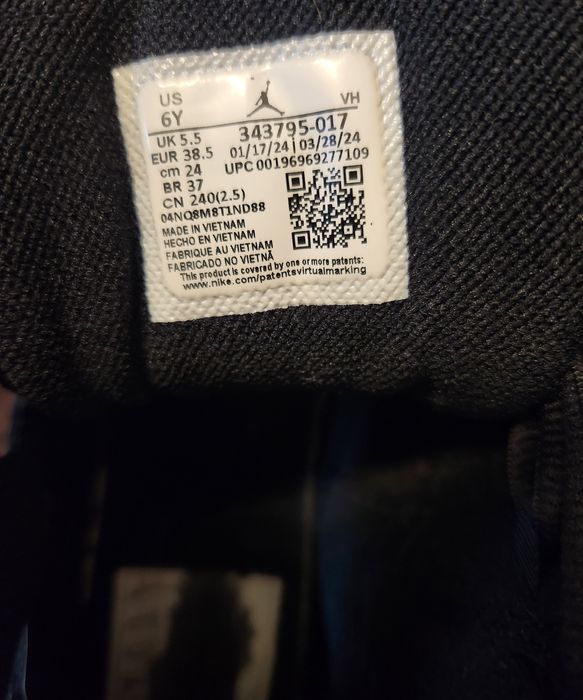 US
6Y
VH
343795-017
01/17/24 | 03/28/24
UPC 00196969277109
UK 5.5
EUR 38.5
cm 24
BR 37
CN 240(2.5)
04NQ8M8T1ND88
MADE IN VIETNAM
HECHO EN VIETNAM
FABRIQUE AU VIETNAM
FABRICADO NO VIETNÃ
This product is covered by one or more patents:
www.nike.com/patentsvirtualmarking